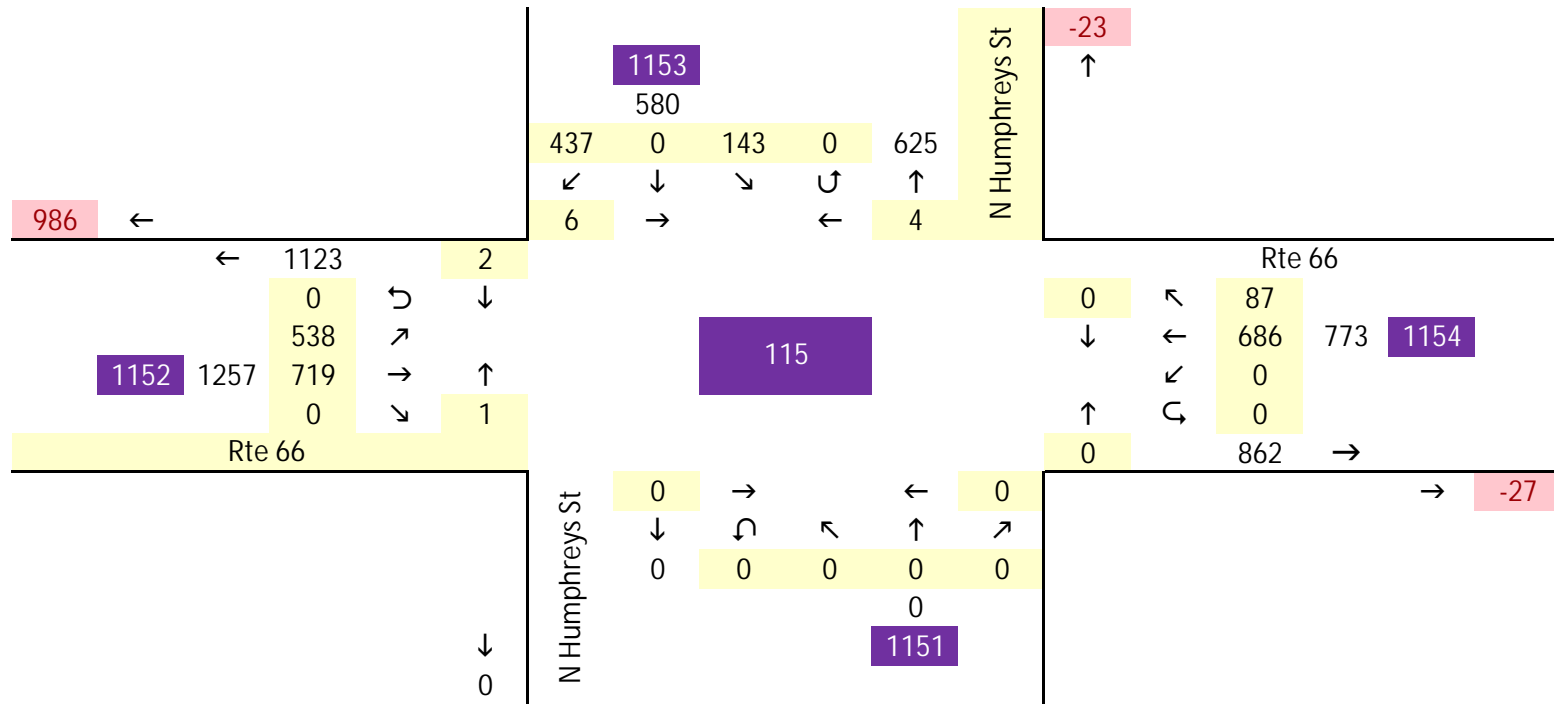 -23
1153 ↑
580
437 0 143 0 625
↙ ↓ ↘ ⮍ ↑
N Humphreys St
986 ← 6 → ← 4
← 1123 2 Rte 66
0 ⮌ ↓ 0 ↖ 87
538 ↗ 115 ↓ ← 686 773 1154
1152 1257 719 → ↑ ↙ 0
0 ↘ 1 ↑ ⮎ 0
Rte 66 0 862 →
0 → ← 0 → -27
N Humphreys St
↓ ⮏ ↖ ↑ ↗
0 0 0 0 0
0
↓ 1151
0